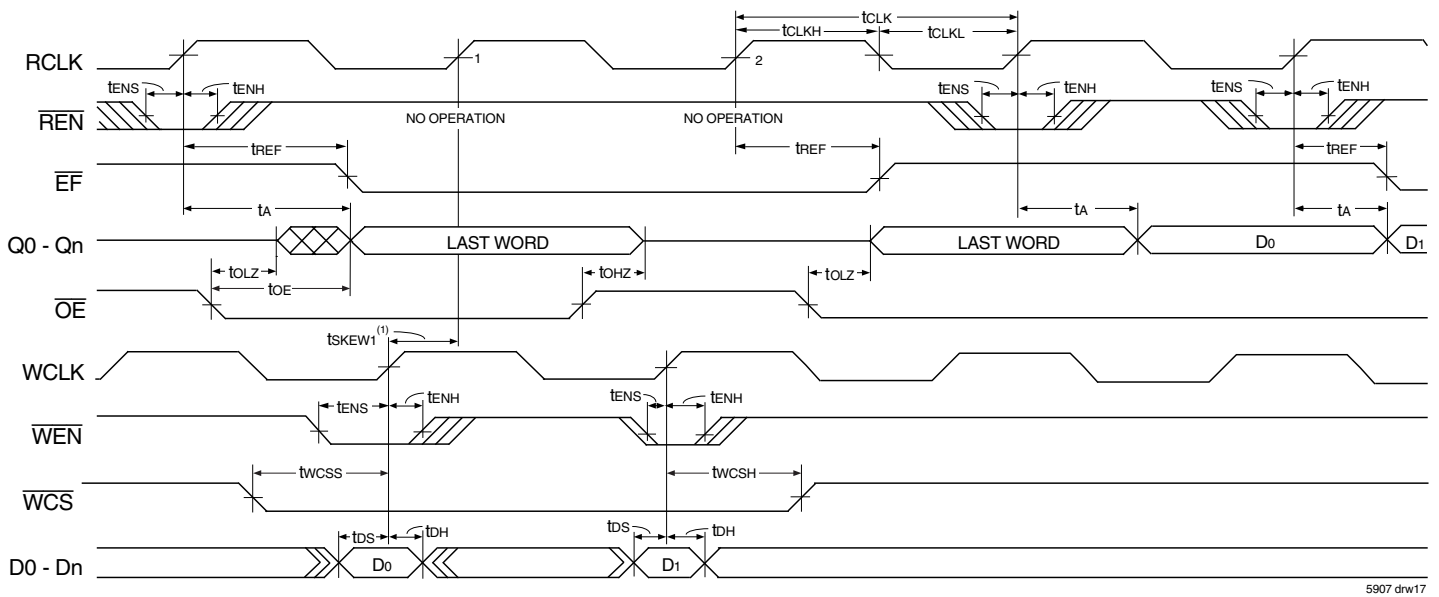 tCLK
tCLKH tCLKL
RCLK 1 2
tENS tENH tENS tENH tENS tENH
REN NO OPERATION NO OPERATION
tREF tREF tREF
EF
tA tA tA
Q0 - Qn LAST WORD LAST WORD D0 D1
tOLZ tOHZ tOLZ
tOE
OE
tSKEW1(1)
WCLK
tENS tENH tENS tENH
WEN
tWCSS tWCSH
WCS
tDS tDH tDS tDH
D0 - Dn D0 D1
5907 drw17